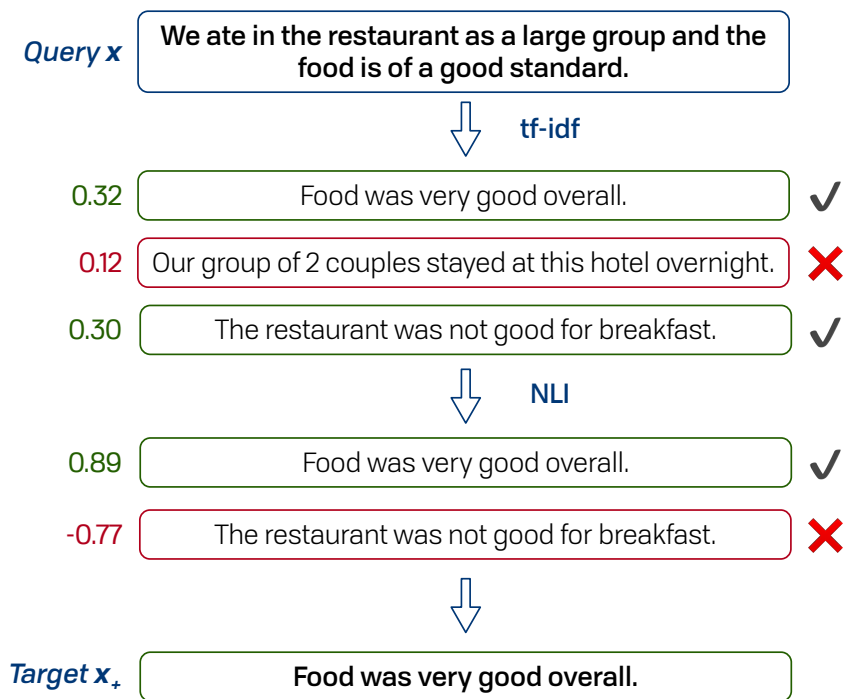 Query x
We ate in the restaurant as a large group and the
food is of a good standard.
tf-idf
0.32 Food was very good overall. ✔
0.12 Our group of 2 couples stayed at this hotel overnight. ❌
0.30 The restaurant was not good for breakfast. ✔
NLI
0.89 Food was very good overall. ✔
-0.77 The restaurant was not good for breakfast. ❌
Target x₊ Food was very good overall.